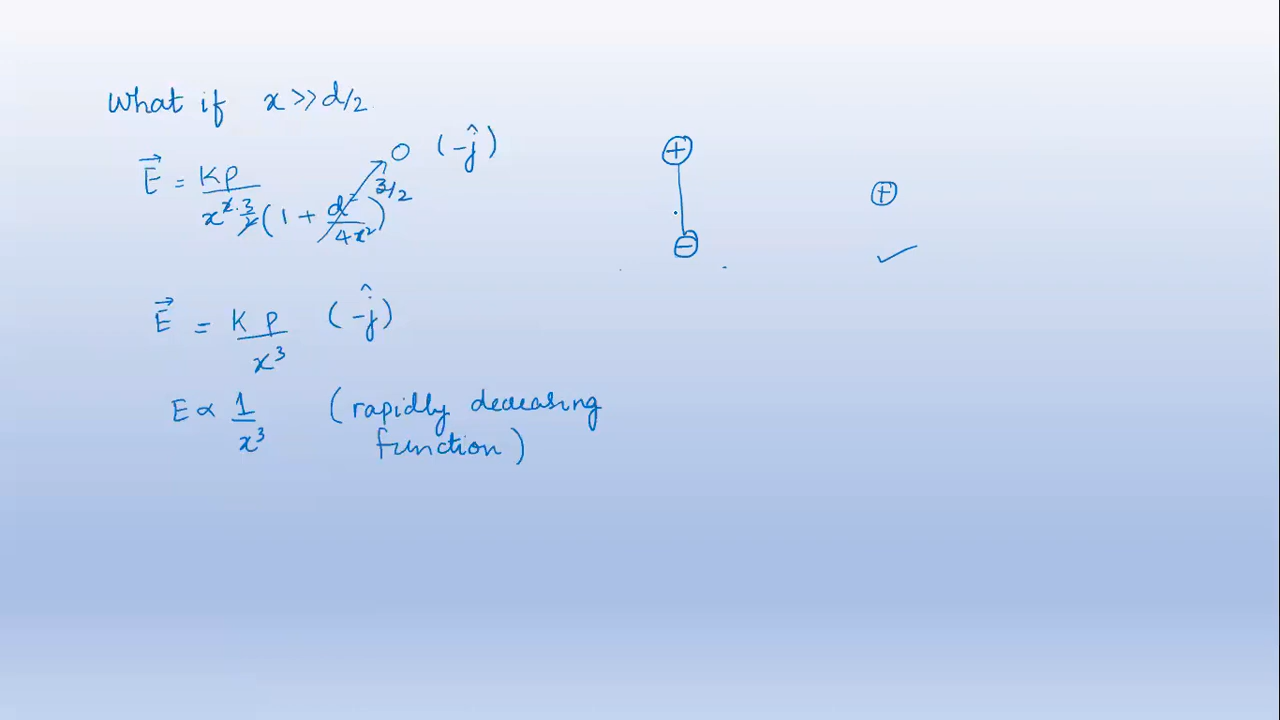 What if x >> d/2
E⃗ = Kp / x^(2·3/2) (1 + d²/4x²)^(3/2) → 0 (-ĵ)
E⃗ = Kp / x³ (-ĵ)
E ∝ 1/x³ (rapidly decreasing
function)
+
-
+